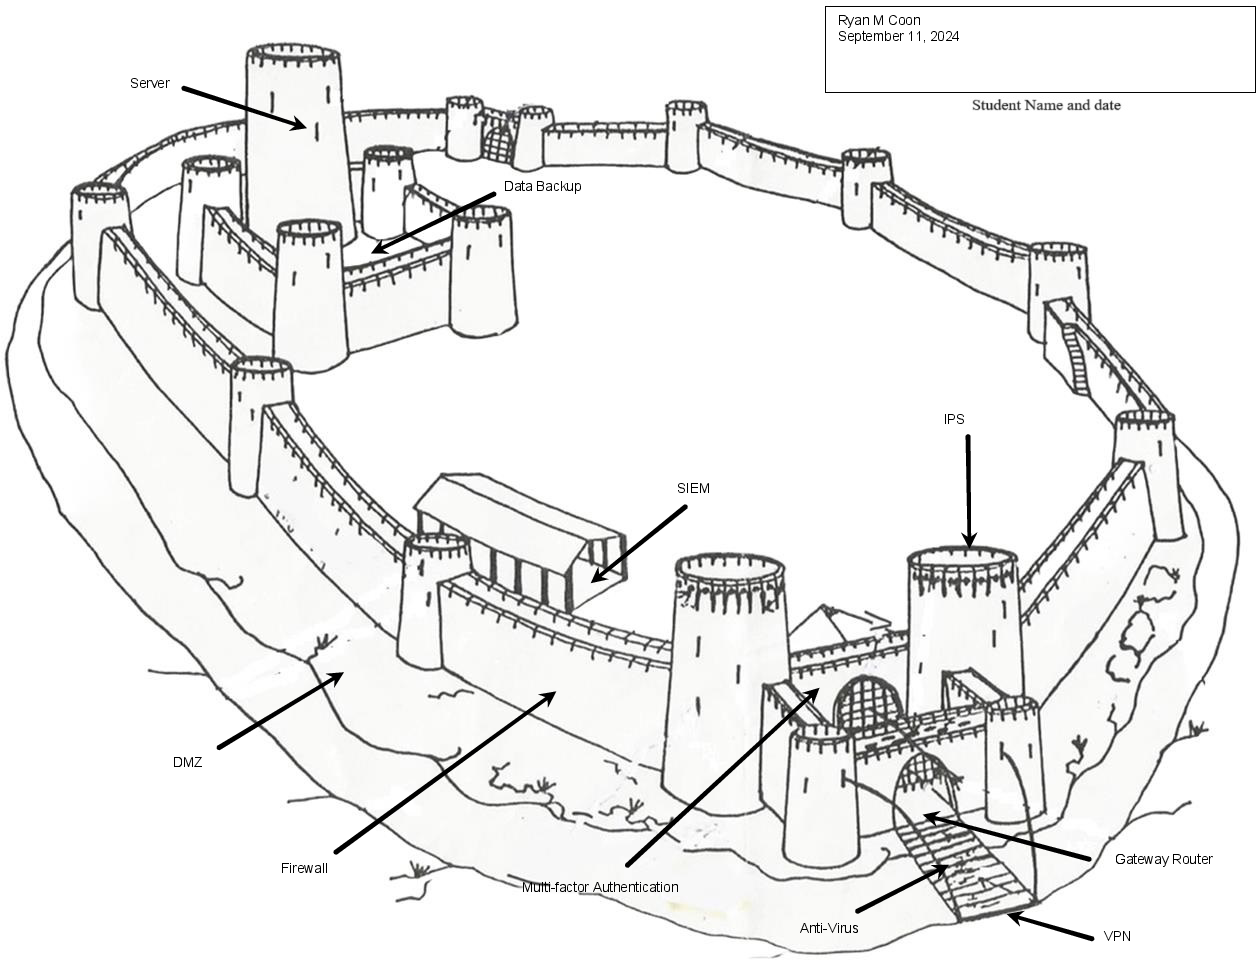 Ryan M Coon
September 11, 2024
Student Name and date
Server
Data Backup
IPS
SIEM
DMZ
Firewall
Multi-factor Authentication
Gateway Router
Anti-Virus
VPN